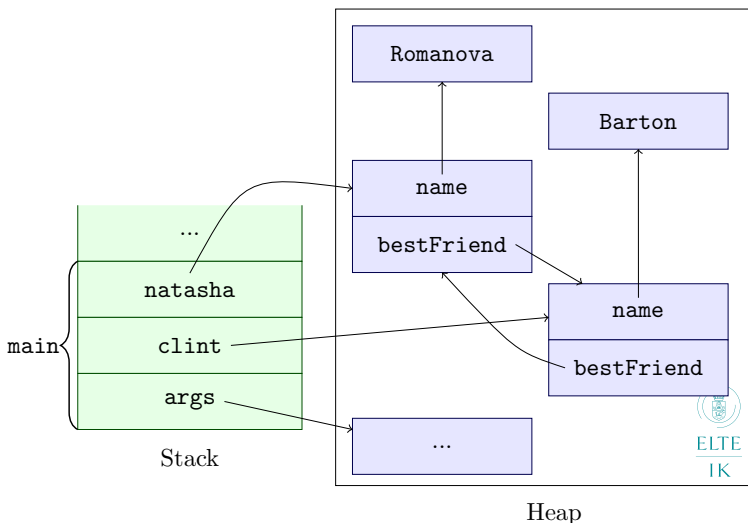 Romanova
Barton
name
bestFriend
name
bestFriend
...
natasha
clint
args
main
...
Stack
Heap
ELTE
IK